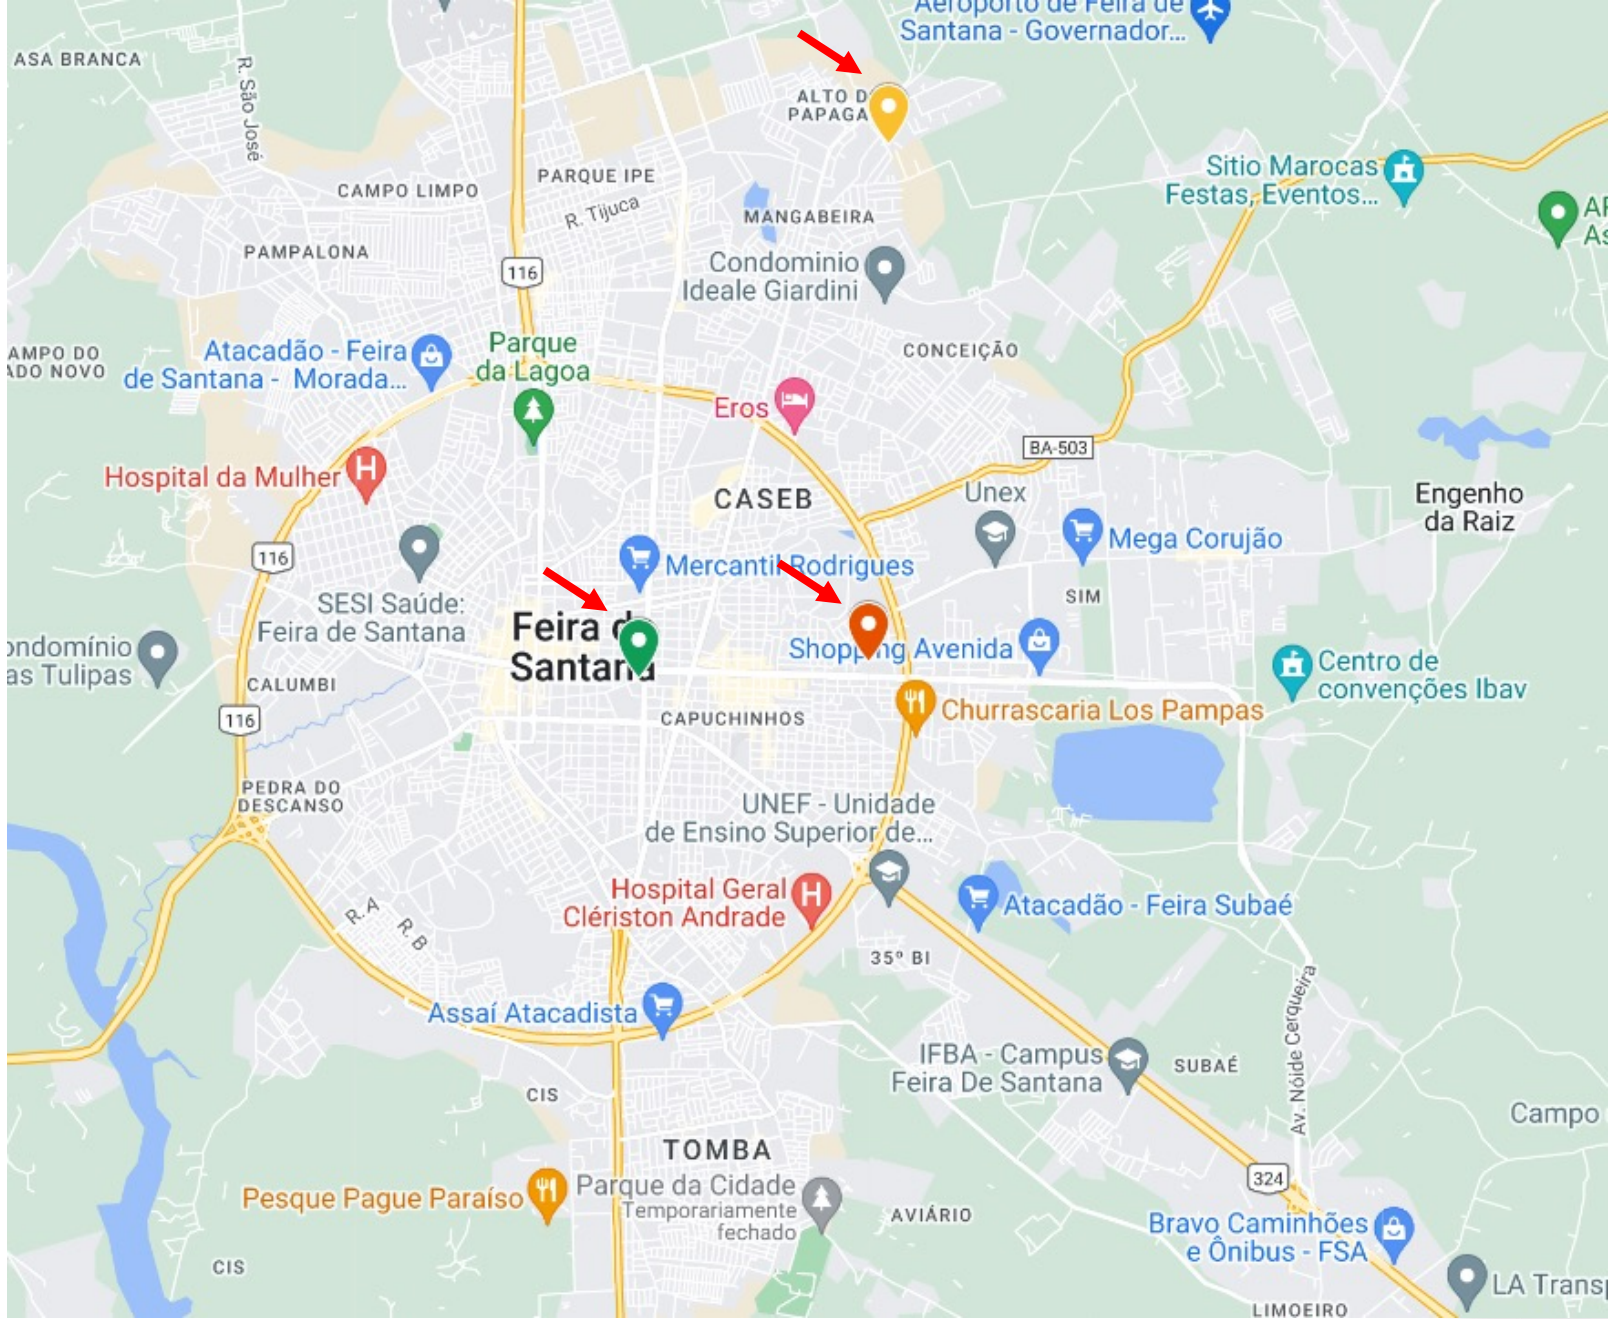 Aeroporto de Feira de
Santana - Governador...
ASA BRANCA
R. São José
ALTO D
PAPAGA
Sitio Marocas
Festas, Eventos...
PARQUE IPE
CAMPO LIMPO
R. Tijuca
MANGABEIRA
PAMPALONA
116
Condominio
Ideale Giardini
Parque
da Lagoa
CONCEIÇÃO
AMPO DO
ADO NOVO
Atacadão - Feira
de Santana - Morada...
Eros
BA-503
Hospital da Mulher
CASEB
Unex
Engenho
da Raiz
Mega Corujão
116
Mercantil Rodrigues
SESI Saúde:
Feira de Santana
SIM
Feira d
Santana
Shopping Avenida
ondomínio
as Tulipas
Centro de
convenções Ibav
CALUMBI
116
CAPUCHINHOS
Churrascaria Los Pampas
PEDRA DO
DESCANSO
UNEF - Unidade
de Ensino Superior de...
Hospital Geral
Clériston Andrade
Atacadão - Feira Subaé
R. A
R. B
35º BI
Assaí Atacadista
Av. Nóide Cerqueira
IFBA - Campus
Feira De Santana
SUBAÉ
CIS
Campo
TOMBA
324
Pesque Pague Paraíso
Parque da Cidade
Temporariamente
fechado
AVIÁRIO
Bravo Caminhões
e Ônibus - FSA
CIS
LA Transp
LIMOEIRO